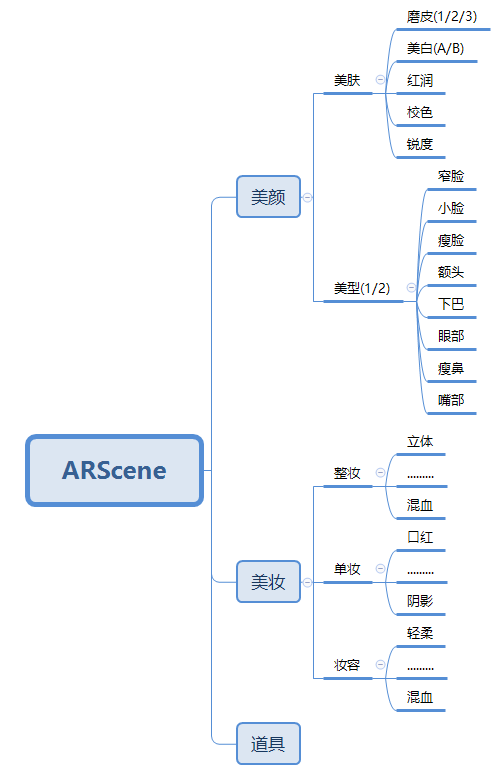 ARScene
美颜
美肤
磨皮(1/2/3)
美白(A/B)
红润
校色
锐度
美型(1/2)
窄脸
小脸
瘦脸
额头
下巴
眼部
瘦鼻
嘴部
美妆
整妆
立体
.........
混血
单妆
口红
.........
阴影
妆容
轻柔
.........
混血
道具